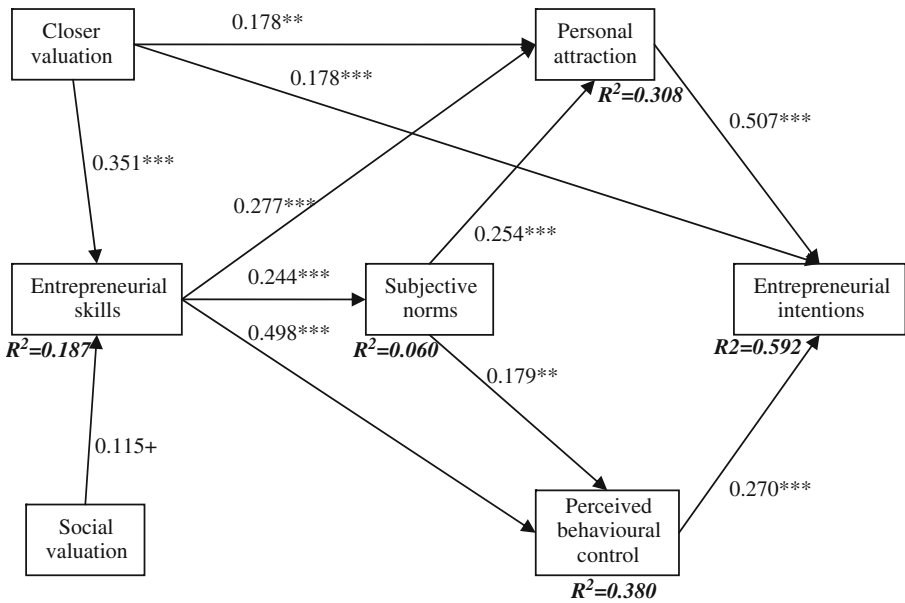 Closer
valuation
0.178**
Personal
attraction
0.178***
R²=0.308
0.507***
0.351***
0.277***
0.254***
Entrepreneurial
skills
0.244***
Subjective
norms
Entrepreneurial
intentions
R²=0.187
0.498***
R²=0.060
R2=0.592
0.179**
0.115+
0.270***
Social
valuation
Perceived
behavioural
control
R²=0.380